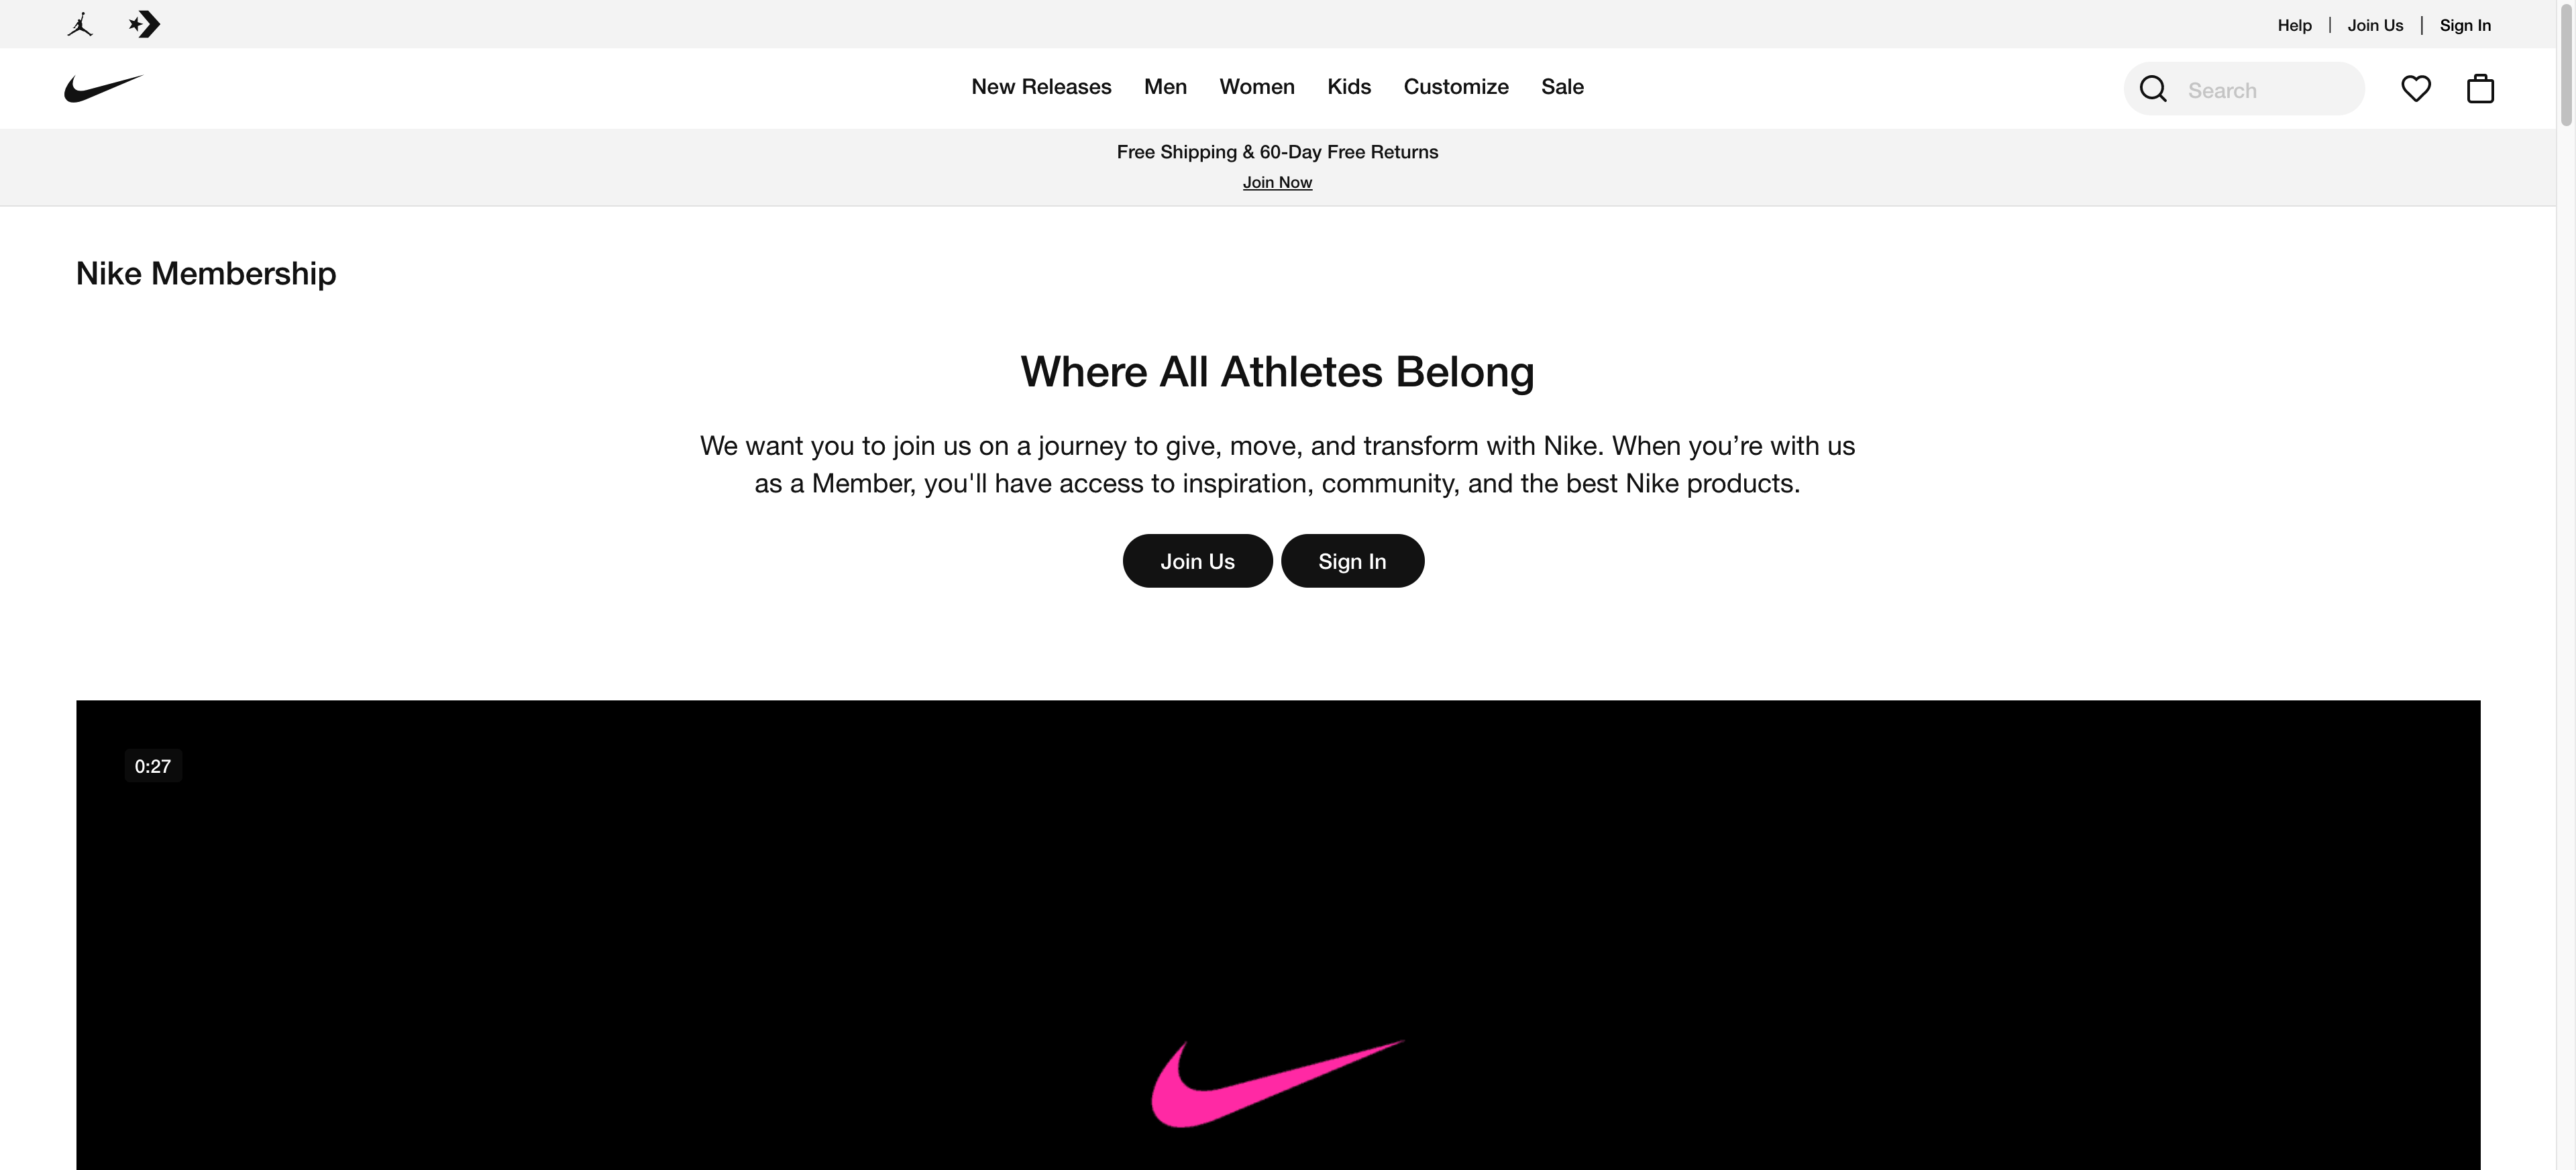 Help | Join Us | Sign In
New Releases Men Women Kids Customize Sale
Search
Free Shipping & 60-Day Free Returns
Join Now
Nike Membership
Where All Athletes Belong
We want you to join us on a journey to give, move, and transform with Nike. When you’re with us
as a Member, you'll have access to inspiration, community, and the best Nike products.
Join Us Sign In
0:27